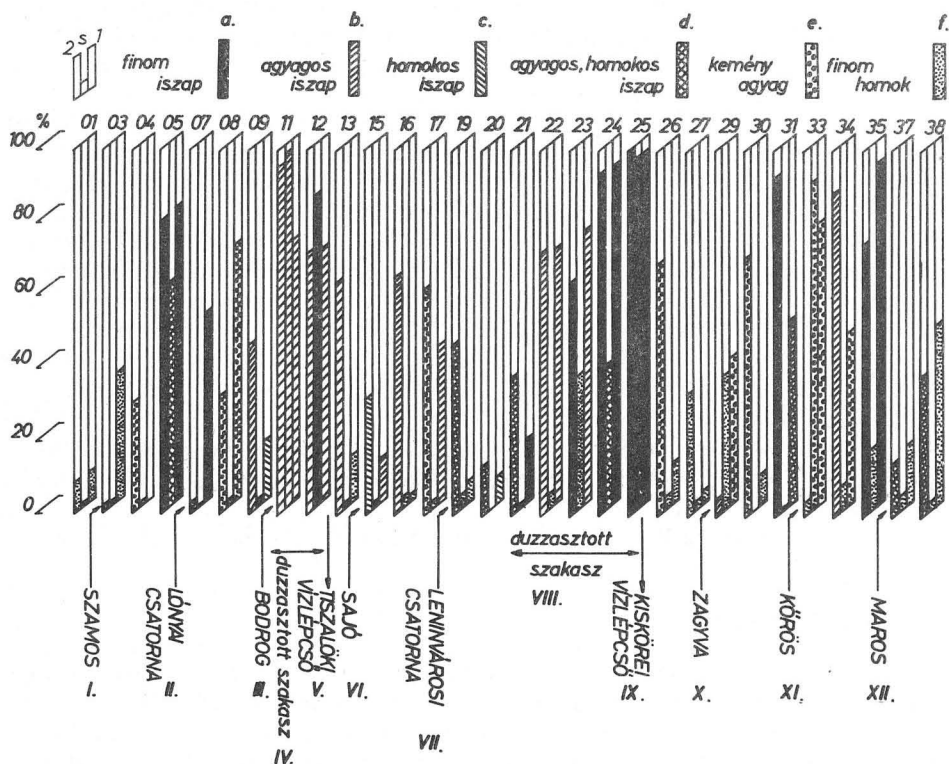 a. b. c. d. e. f.
2 s 1
finom iszap
agyagos iszap
homokos iszap
agyagos, homokos iszap
kemény agyag
finom homok
% 01 03 04 05 07 08 09 11 12 13 15 16 17 19 20 21 22 23 24 25 26 27 29 30 31 33 34 35 37 38
100
80
60
40
20
0
SZAMOS
I.
LÓNYAI CSATORNA
II.
BODROG
III.
duzzasztott szakasz
IV.
TISZALÖKI VÍZLÉPCSŐ
V.
SAJÓ
VI.
LENINVÁROSI CSATORNA
VII.
duzzasztott szakasz
VIII.
KISKÖREI VÍZLÉPCSŐ
IX.
ZAGYVA
X.
KŐRÖS
XI.
MAROS
XII.